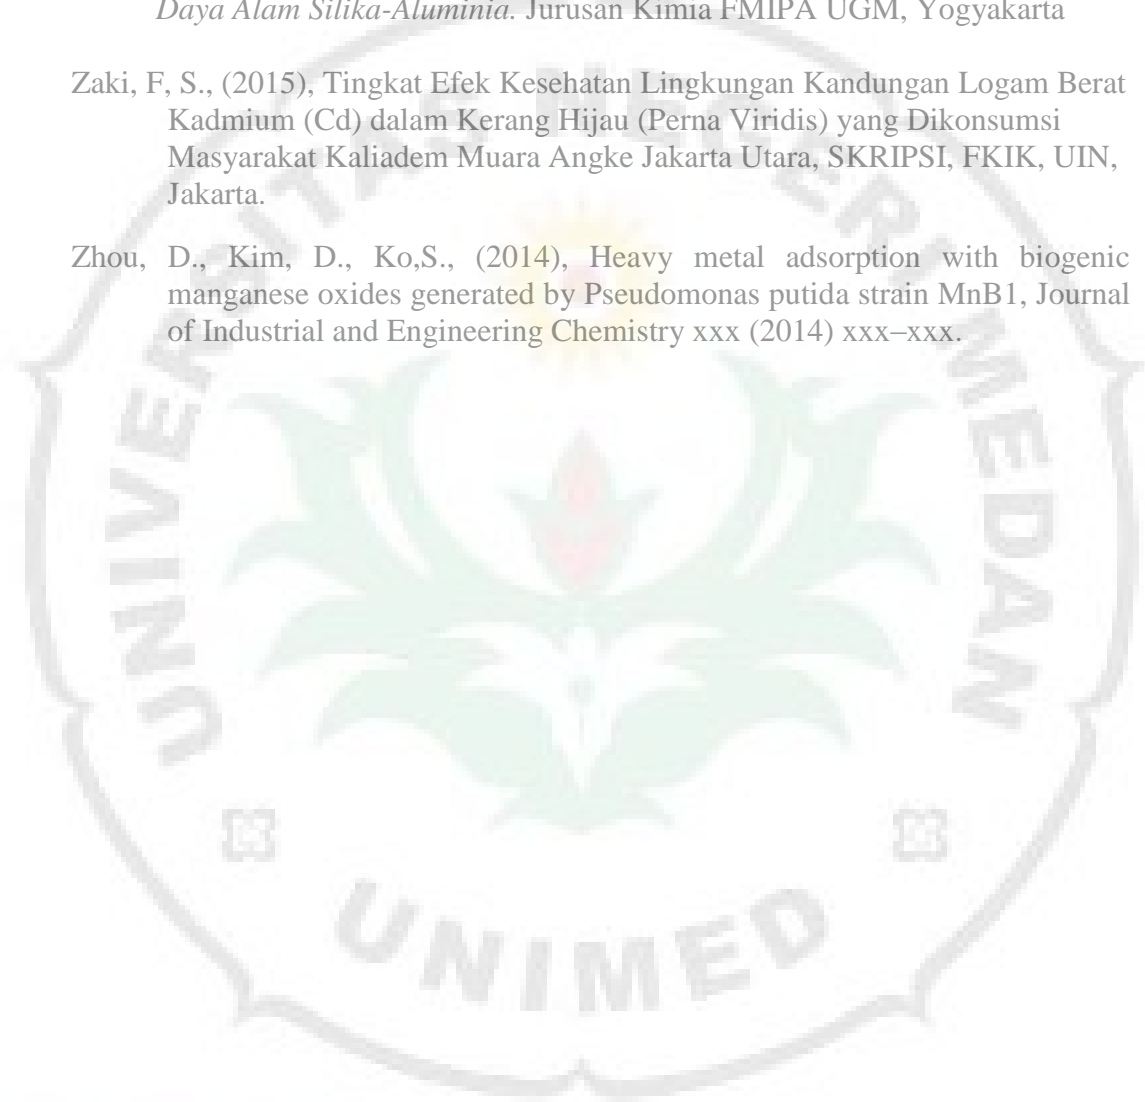 Daya Alam Silika-Aluminia. Jurusan Kimia FMIPA UGM, Yogyakarta
Zaki, F, S., (2015), Tingkat Efek Kesehatan Lingkungan Kandungan Logam Berat
Kadmium (Cd) dalam Kerang Hijau (Perna Viridis) yang Dikonsumsi
Masyarakat Kaliadem Muara Angke Jakarta Utara, SKRIPSI, FKIK, UIN,
Jakarta.
Zhou, D., Kim, D., Ko,S., (2014), Heavy metal adsorption with biogenic
manganese oxides generated by Pseudomonas putida strain MnB1, Journal
of Industrial and Engineering Chemistry xxx (2014) xxx–xxx.
UNIVERSITAS NEGERI MEDAN
UNIMED